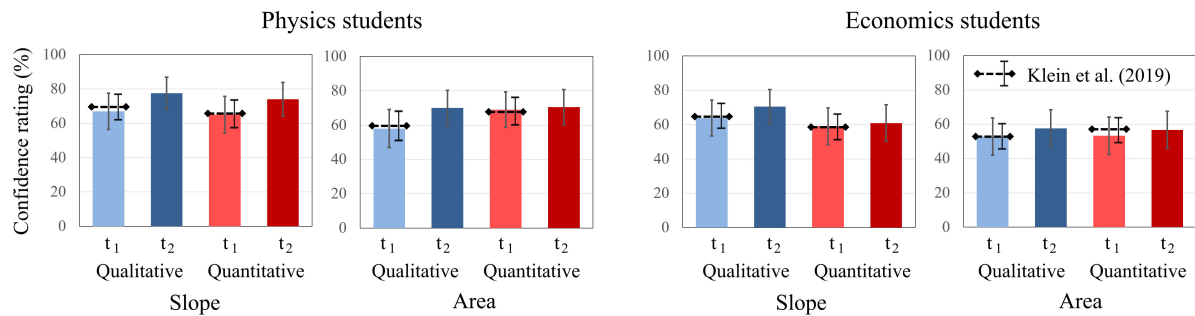 Physics students
Economics students
Confidence rating (%)
100
80
60
40
20
0
t1 t2 t1 t2
Qualitative Quantitative
Slope
100
80
60
40
20
0
t1 t2 t1 t2
Qualitative Quantitative
Area
100
80
60
40
20
0
t1 t2 t1 t2
Qualitative Quantitative
Slope
100
80
60
40
20
0
Klein et al. (2019)
t1 t2 t1 t2
Qualitative Quantitative
Area